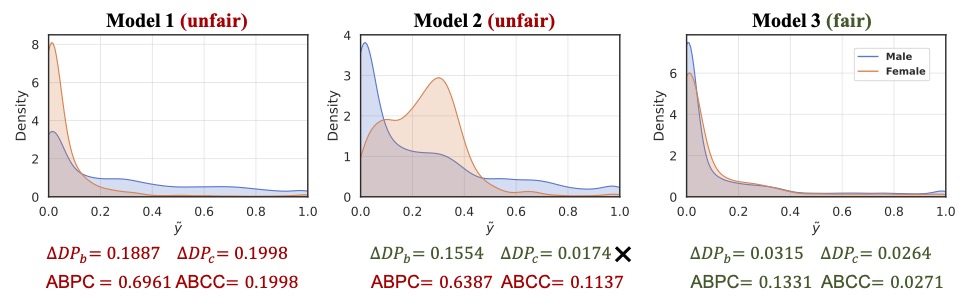 Model 1 (unfair)
Model 2 (unfair)
Model 3 (fair)
Density
8
6
4
2
0
0.0 0.2 0.4 0.6 0.8 1.0
ỹ
Density
4
3
2
1
0
0.0 0.2 0.4 0.6 0.8 1.0
ỹ
Density
6
4
2
0
Male
Female
0.0 0.2 0.4 0.6 0.8 1.0
ỹ
ΔDP_b = 0.1887 ΔDP_c = 0.1998
ABPC = 0.6961 ABCC = 0.1998
ΔDP_b = 0.1554 ΔDP_c = 0.0174 ✕
ABPC = 0.6387 ABCC = 0.1137
ΔDP_b = 0.0315 ΔDP_c = 0.0264
ABPC = 0.1331 ABCC = 0.0271